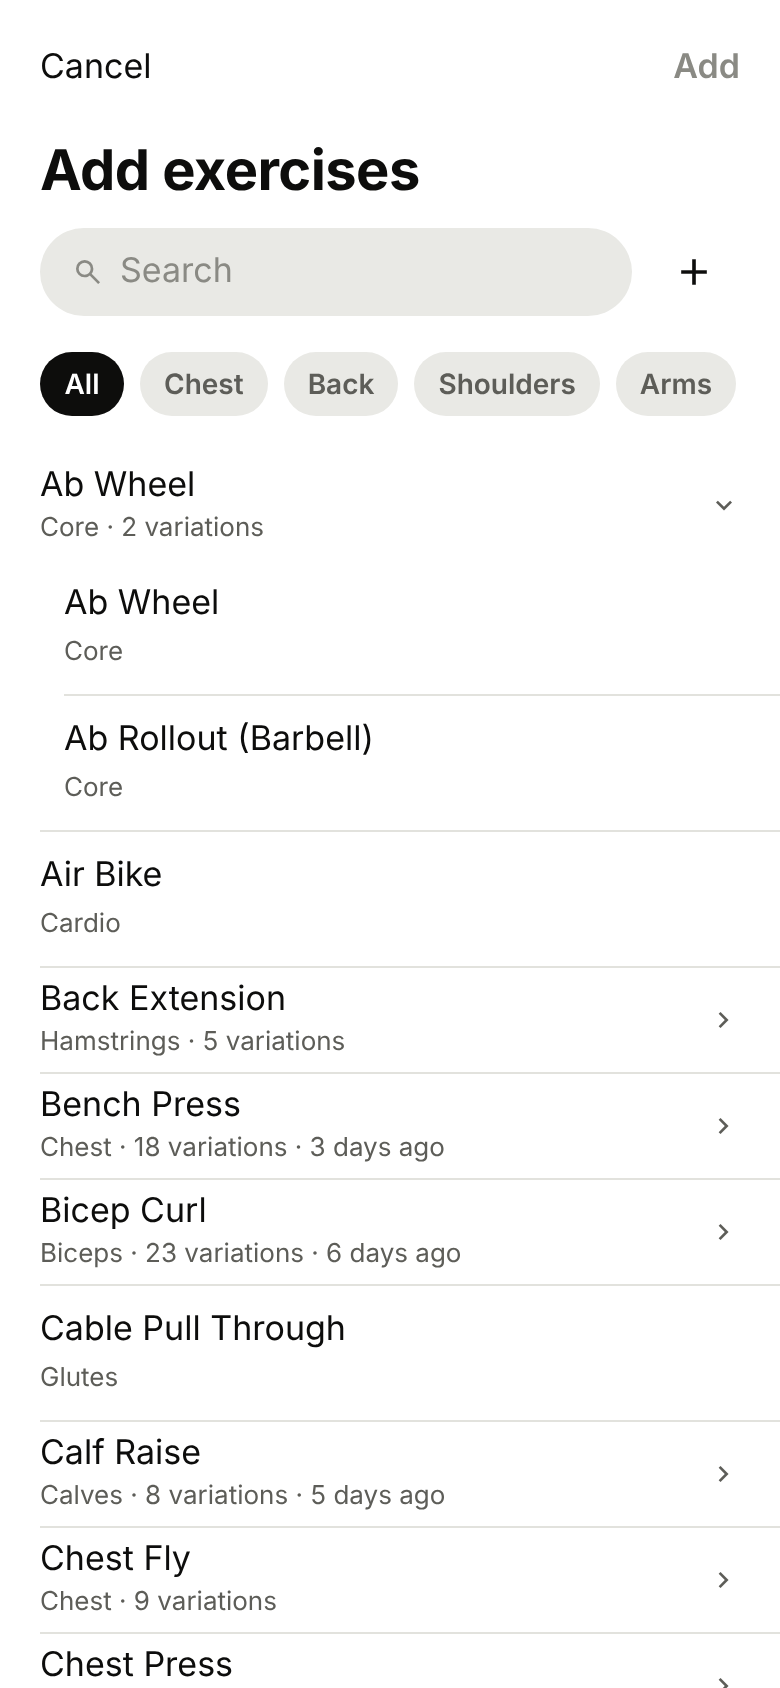 Cancel
Add
Add exercises
Search
All
Chest
Back
Shoulders
Arms
Ab Wheel
Core · 2 variations
Ab Wheel
Core
Ab Rollout (Barbell)
Core
Air Bike
Cardio
Back Extension
Hamstrings · 5 variations
Bench Press
Chest · 18 variations · 3 days ago
Bicep Curl
Biceps · 23 variations · 6 days ago
Cable Pull Through
Glutes
Calf Raise
Calves · 8 variations · 5 days ago
Chest Fly
Chest · 9 variations
Chest Press